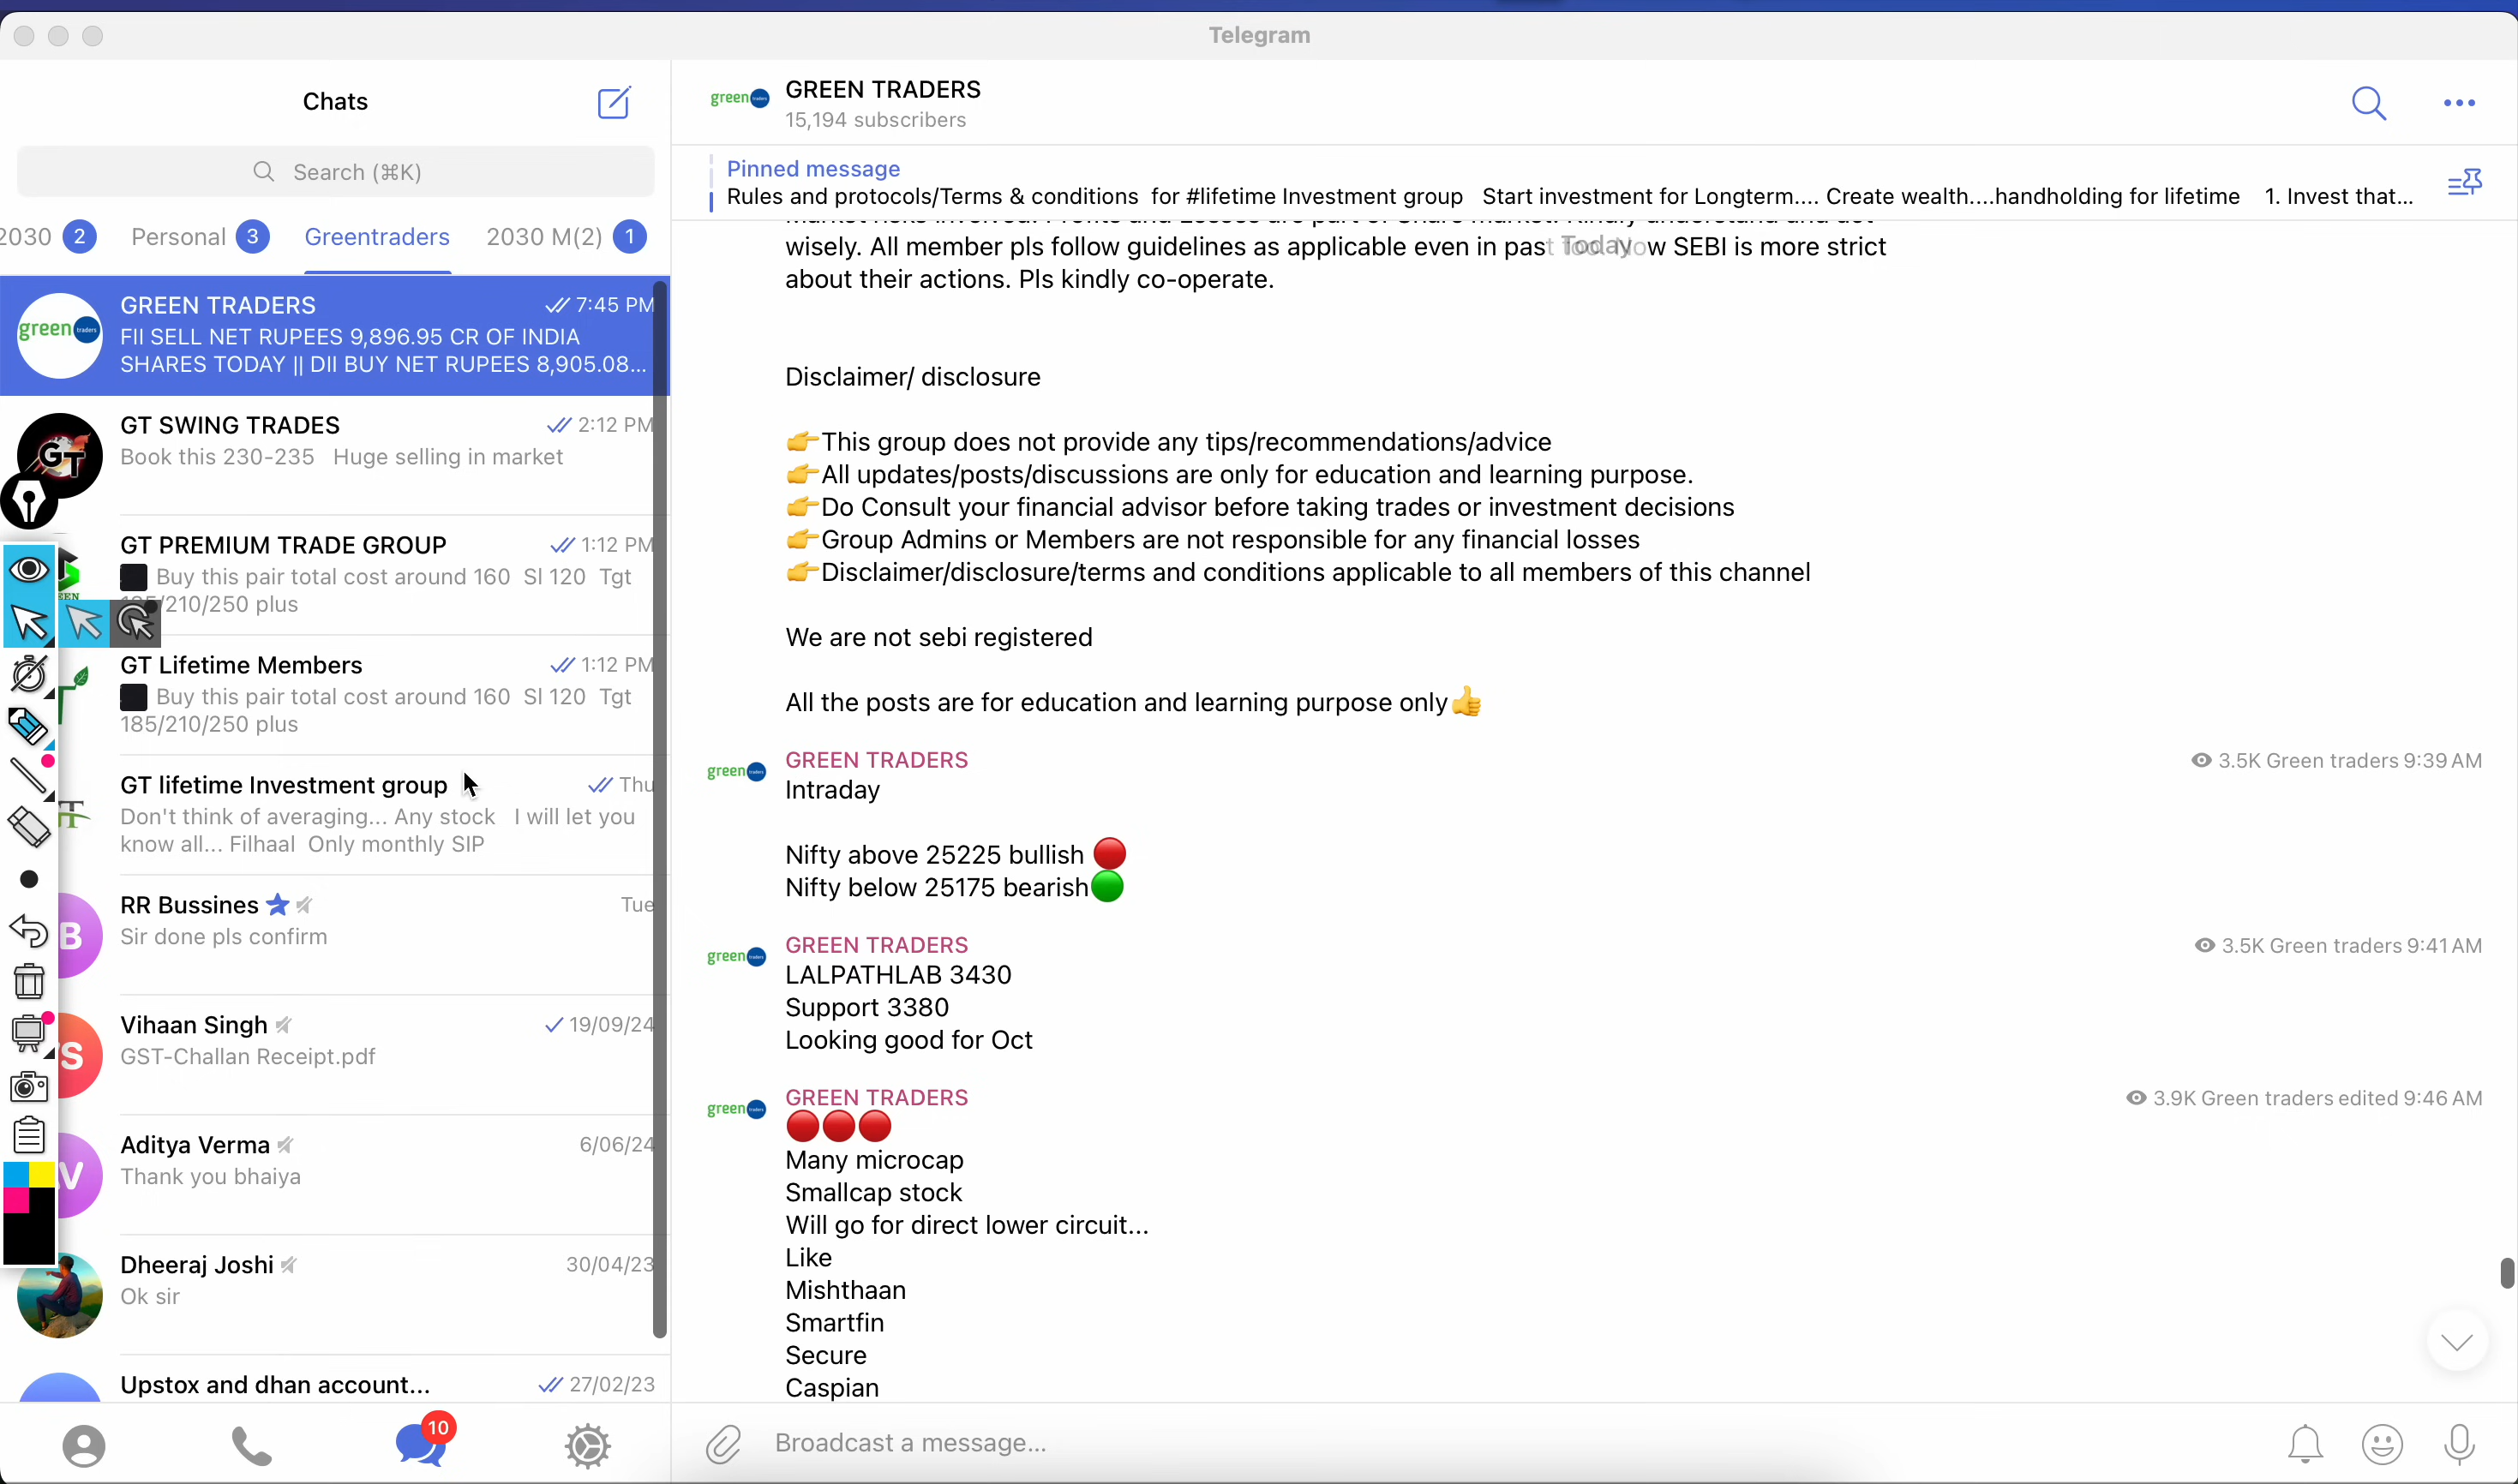 Telegram
Chats
Search (⌘K)
2030 2 Personal 3 Greentraders 2030 M(2) 1
green traders
GREEN TRADERS 7:45 PM
FII SELL NET RUPEES 9,896.95 CR OF INDIA
SHARES TODAY || DII BUY NET RUPEES 8,905.08...
GT
GT SWING TRADES 2:12 PM
Book this 230-235 Huge selling in market
GT PREMIUM TRADE GROUP 1:12 PM
Buy this pair total cost around 160 Sl 120 Tgt
/210/250 plus
GT Lifetime Members 1:12 PM
Buy this pair total cost around 160 Sl 120 Tgt
185/210/250 plus
GT lifetime Investment group Thu
Don't think of averaging... Any stock I will let you
know all... Filhaal Only monthly SIP
B
RR Bussines Tue
Sir done pls confirm
S
Vihaan Singh 19/09/24
GST-Challan Receipt.pdf
V
Aditya Verma 6/06/24
Thank you bhaiya
Dheeraj Joshi 30/04/23
Ok sir
Upstox and dhan account... 27/02/23
10
green traders
GREEN TRADERS
15,194 subscribers
Pinned message
Rules and protocols/Terms & conditions for #lifetime Investment group Start investment for Longterm.... Create wealth....handholding for lifetime 1. Invest that...
wisely. All member pls follow guidelines as applicable even in past too. Now SEBI is more strict
Today
about their actions. Pls kindly co-operate.
Disclaimer/ disclosure
👉This group does not provide any tips/recommendations/advice
👉All updates/posts/discussions are only for education and learning purpose.
👉Do Consult your financial advisor before taking trades or investment decisions
👉Group Admins or Members are not responsible for any financial losses
👉Disclaimer/disclosure/terms and conditions applicable to all members of this channel
We are not sebi registered
All the posts are for education and learning purpose only👍
green traders
GREEN TRADERS 3.5K Green traders 9:39 AM
Intraday
Nifty above 25225 bullish 🔴
Nifty below 25175 bearish🟢
green traders
GREEN TRADERS 3.5K Green traders 9:41 AM
LALPATHLAB 3430
Support 3380
Looking good for Oct
green traders
GREEN TRADERS 3.9K Green traders edited 9:46 AM
🔴🔴🔴
Many microcap
Smallcap stock
Will go for direct lower circuit...
Like
Mishthaan
Smartfin
Secure
Caspian
Broadcast a message...